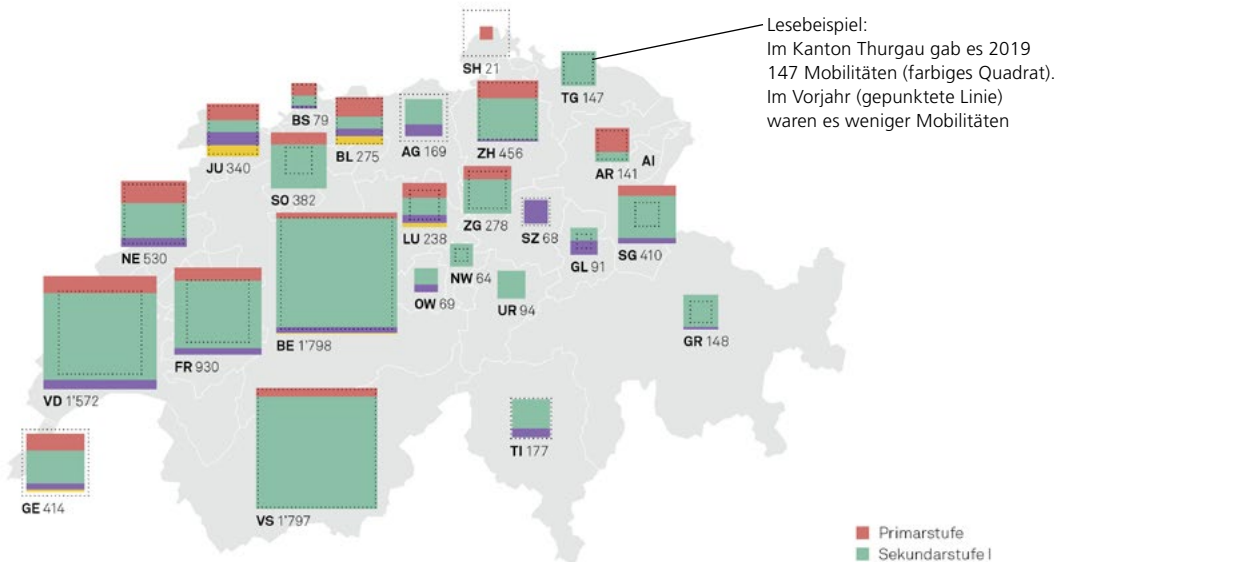 Lesebeispiel:
Im Kanton Thurgau gab es 2019
147 Mobilitäten (farbiges Quadrat).
Im Vorjahr (gepunktete Linie)
waren es weniger Mobilitäten
SH 21
TG 147
BS 79
BL 275
AG 169
ZH 456
JU 340
AR 141
AI
SO 382
LU 238
ZG 278
SZ 68
NE 530
GL 91
SG 410
NW 64
OW 69
UR 94
BE 1'798
GR 148
FR 930
VD 1'572
TI 177
GE 414
VS 1'797
Primarstufe
Sekundarstufe I